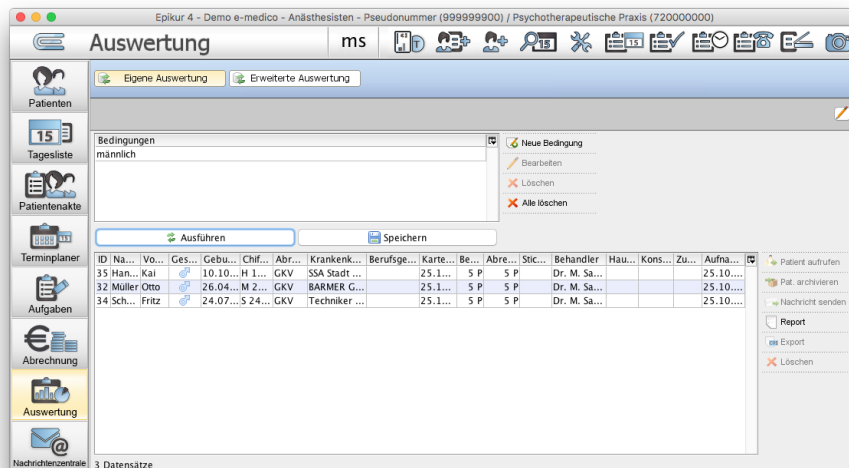 Epikur 4 - Demo e-medico - Anästhesisten - Pseudonummer (999999900) / Psychotherapeutische Praxis (720000000)
Auswertung
ms
Patienten
Tagesliste
Patientenakte
Terminplaner
Aufgaben
Abrechnung
Auswertung
Nachrichtenzentrale
Eigene Auswertung Erweiterte Auswertung
Bedingungen
männlich
Neue Bedingung
Bearbeiten
Löschen
Alle löschen
Ausführen Speichern
ID Na... Vo... Ges... Gebu... Chif... Abr... Krankenk... Berufsge... Karte... Be... Abre... Stic... Behandler Hau... Kons... Zu... Aufna...
35 Han... Kai 10.10... H 1... GKV SSA Stadt ... 25.1... 5 P 5 P Dr. M. Sa... 25.10....
32 Müller Otto 26.04... M 2... GKV BARMER G... 25.1... 5 P 5 P Dr. M. Sa... 25.10....
34 Sch... Fritz 24.07... S 24... GKV Techniker ... 25.1... 5 P 5 P Dr. M. Sa... 25.10....
Patient aufrufen
Pat. archivieren
Nachricht senden
Report
Export
Löschen
3 Datensätze